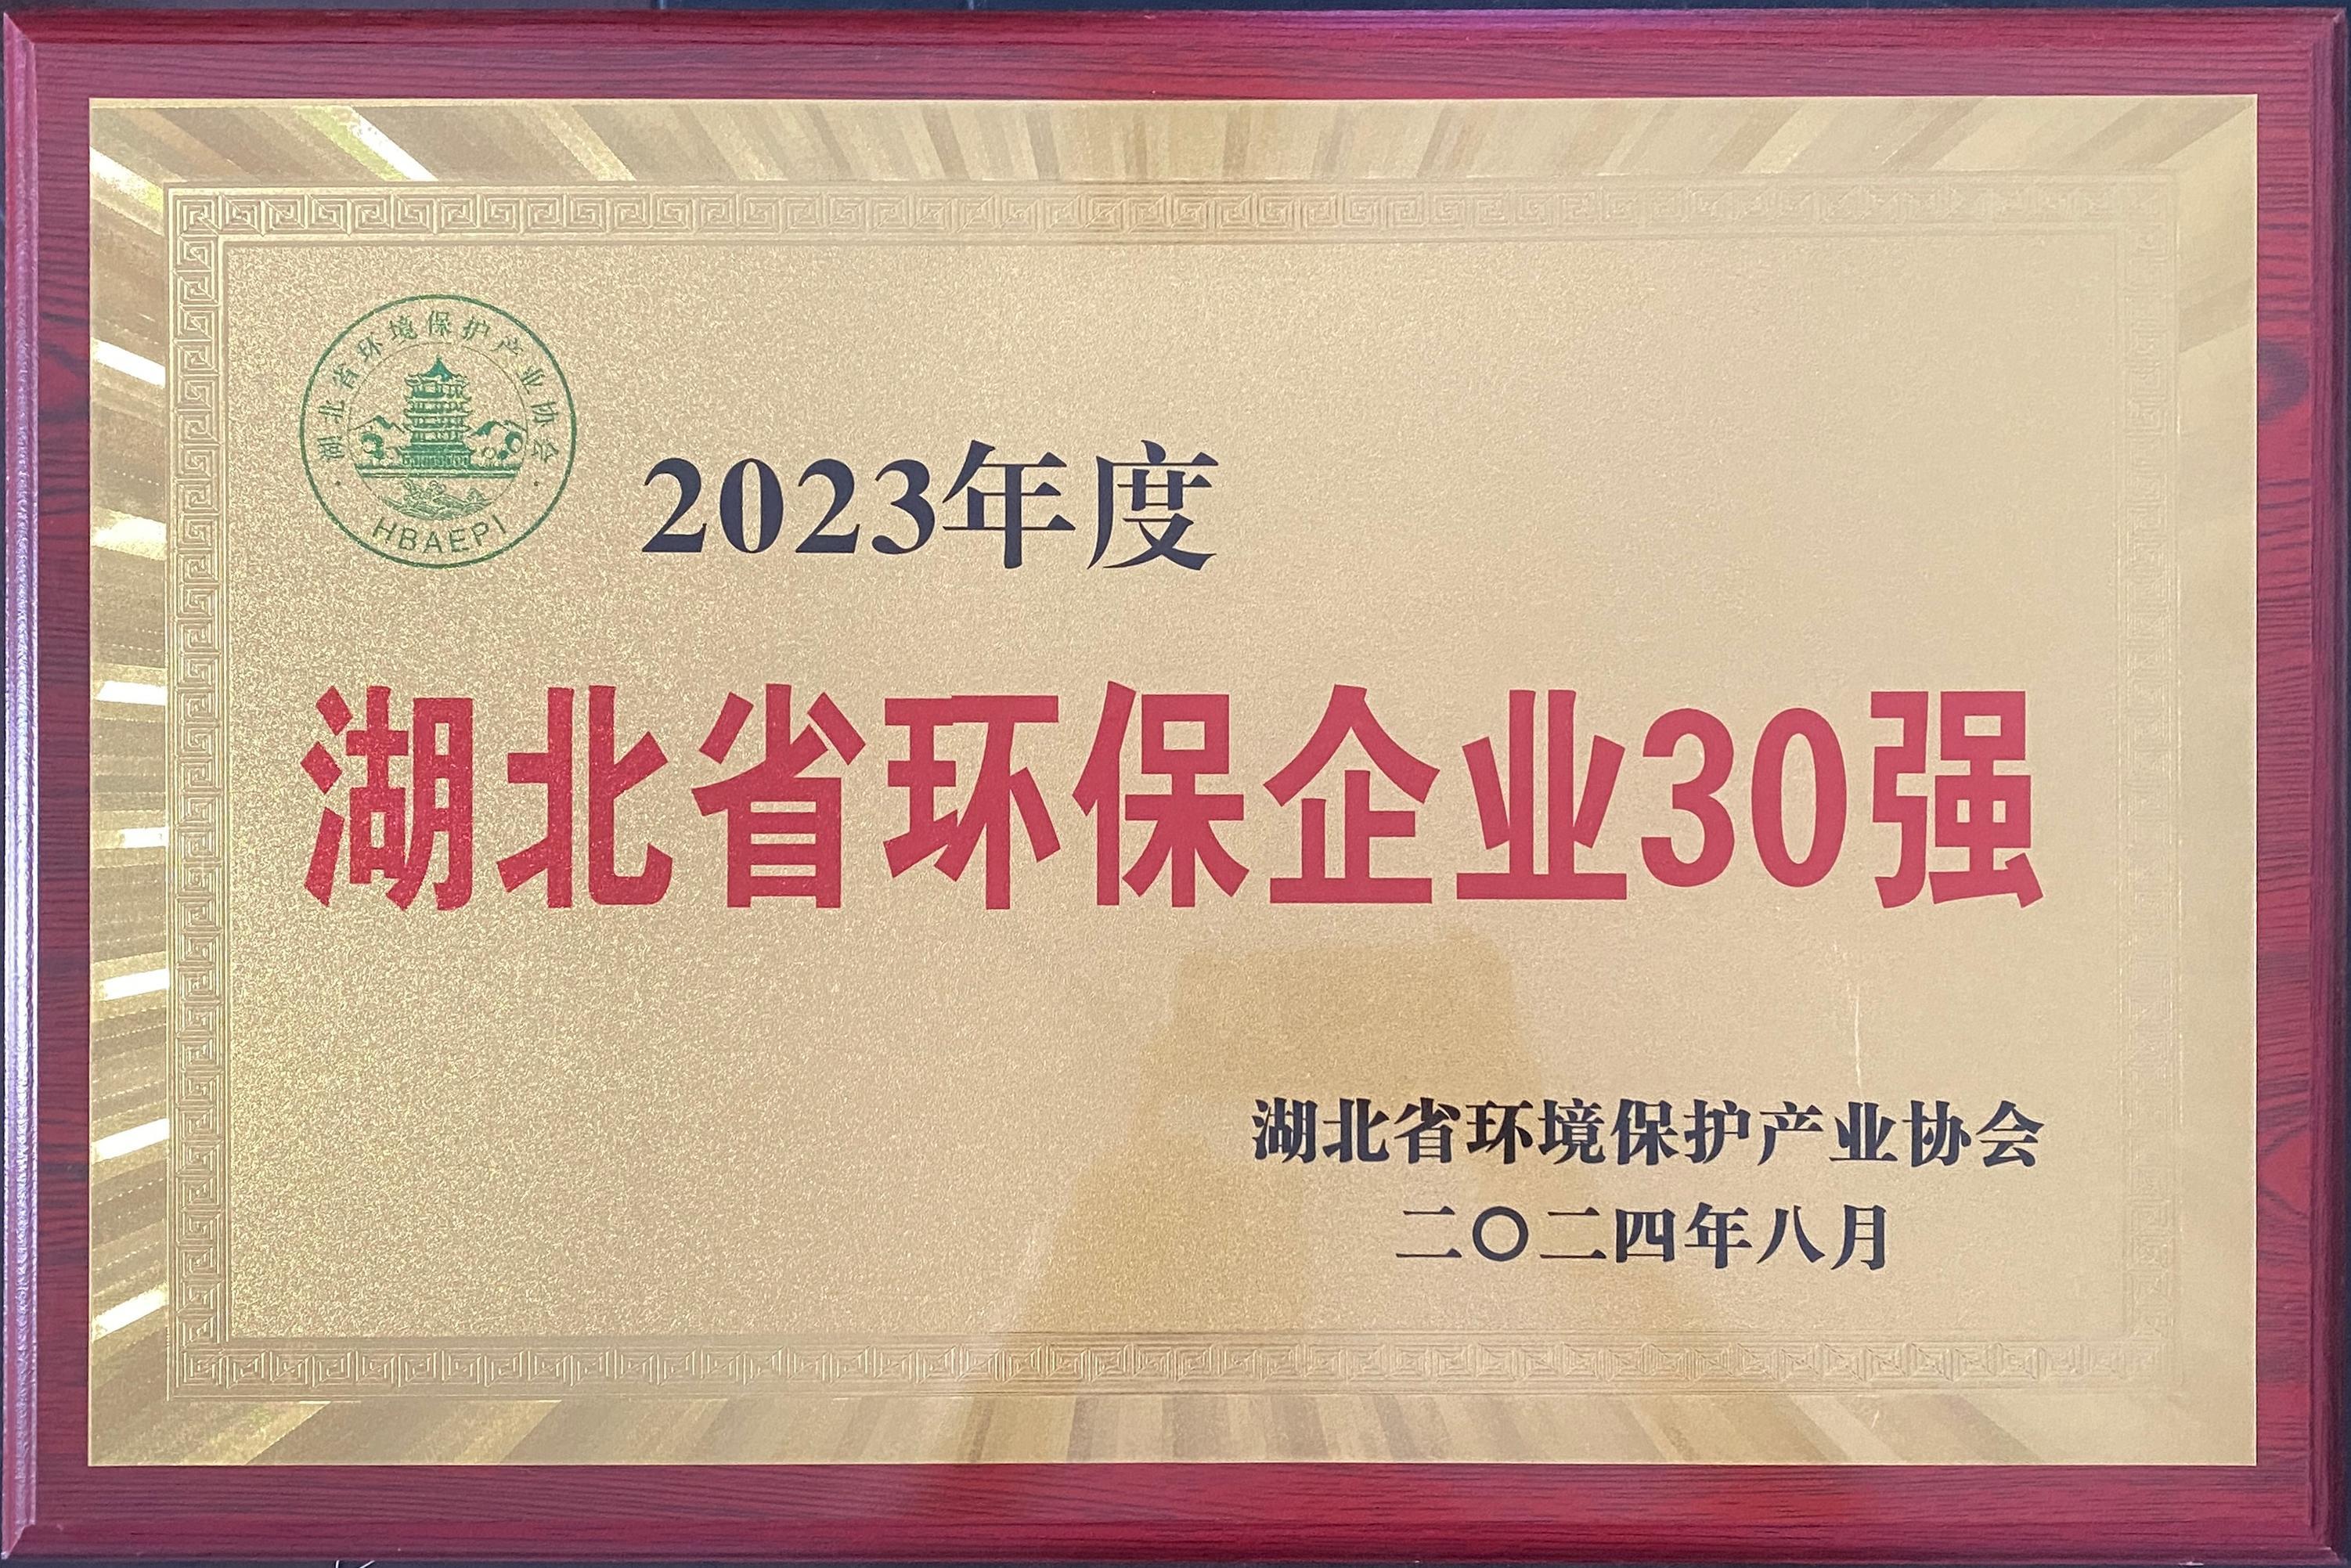 湖北省环境保护产业协会
HBAEPI
2023年度
湖北省环保企业30强
湖北省环境保护产业协会
二〇二四年八月